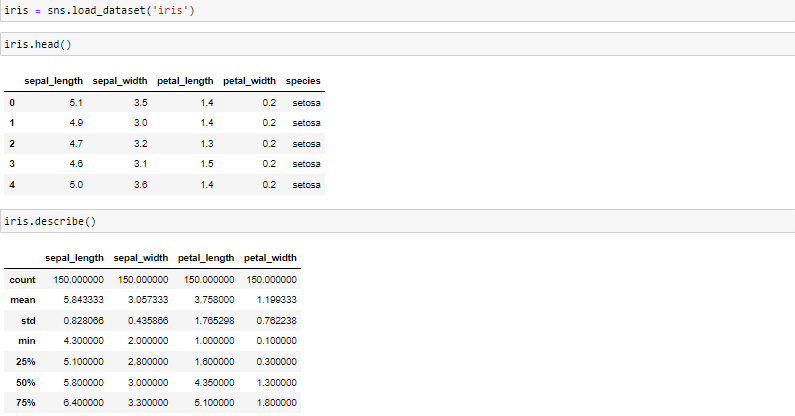 iris = sns.load_dataset('iris')
iris.head()
sepal_length sepal_width petal_length petal_width species
0 5.1 3.5 1.4 0.2 setosa
1 4.9 3.0 1.4 0.2 setosa
2 4.7 3.2 1.3 0.2 setosa
3 4.6 3.1 1.5 0.2 setosa
4 5.0 3.6 1.4 0.2 setosa
iris.describe()
sepal_length sepal_width petal_length petal_width
count 150.000000 150.000000 150.000000 150.000000
mean 5.843333 3.057333 3.758000 1.199333
std 0.828066 0.435866 1.765298 0.762238
min 4.300000 2.000000 1.000000 0.100000
25% 5.100000 2.800000 1.600000 0.300000
50% 5.800000 3.000000 4.350000 1.300000
75% 6.400000 3.300000 5.100000 1.800000